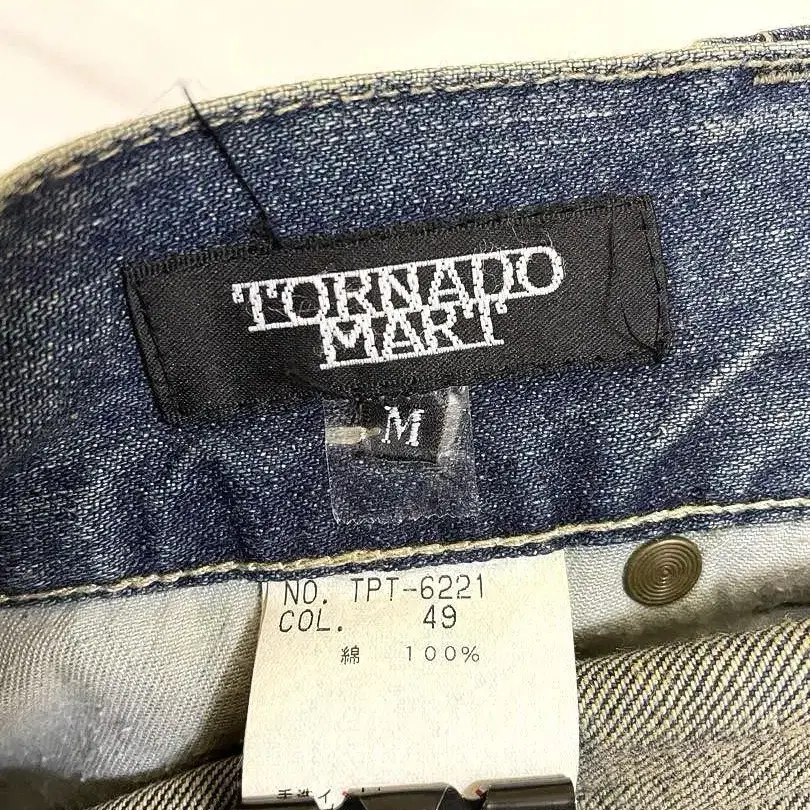 TORNADO
MART
M
NO. TPT-6221
COL. 49
綿 100%